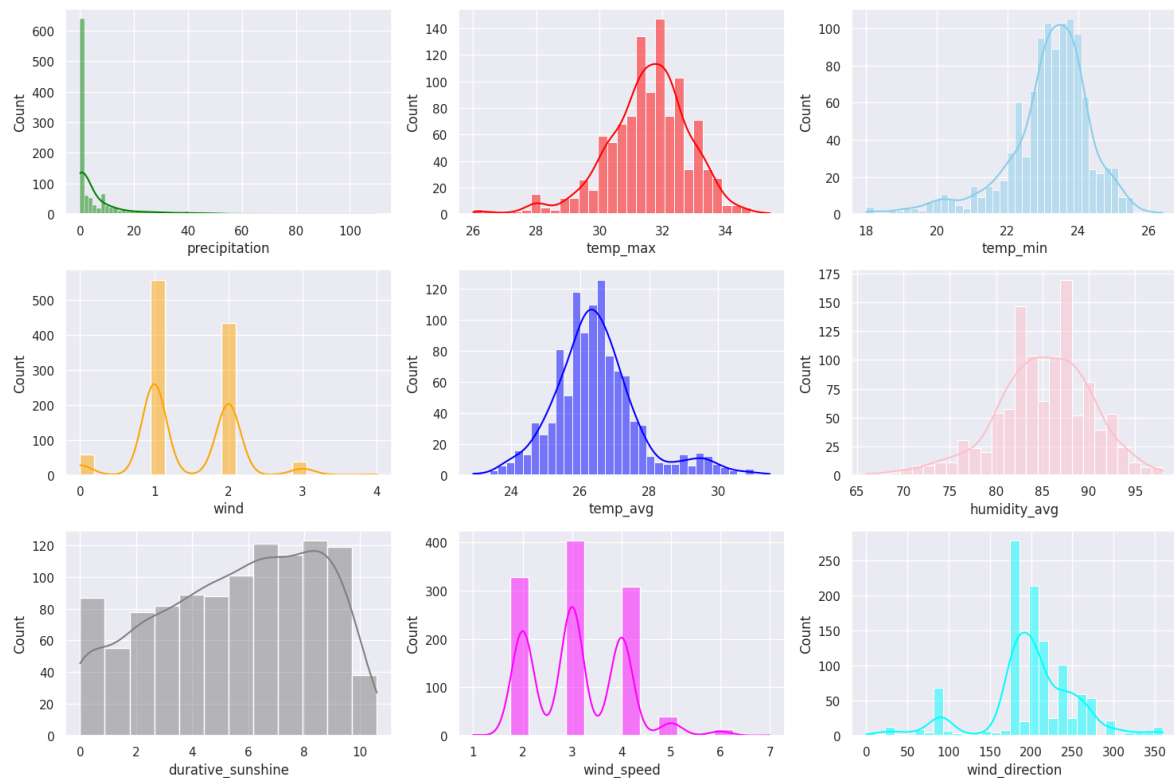 Count
600
500
400
300
200
100
0
0 20 40 60 80 100
precipitation
Count
140
120
100
80
60
40
20
0
26 28 30 32 34
temp_max
Count
100
80
60
40
20
0
18 20 22 24 26
temp_min
Count
500
400
300
200
100
0
0 1 2 3 4
wind
Count
120
100
80
60
40
20
0
24 26 28 30
temp_avg
Count
175
150
125
100
75
50
25
0
65 70 75 80 85 90 95
humidity_avg
Count
120
100
80
60
40
20
0
0 2 4 6 8 10
durative_sunshine
Count
400
300
200
100
0
1 2 3 4 5 6 7
wind_speed
Count
250
200
150
100
50
0
0 50 100 150 200 250 300 350
wind_direction